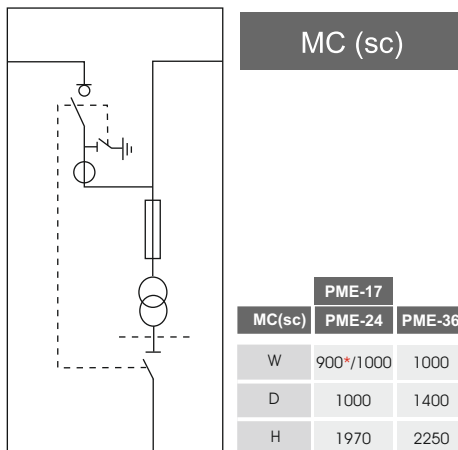 MC (sc)
PME-17
MC(sc) PME-24 PME-36
W 900*/1000 1000
D 1000 1400
H 1970 2250